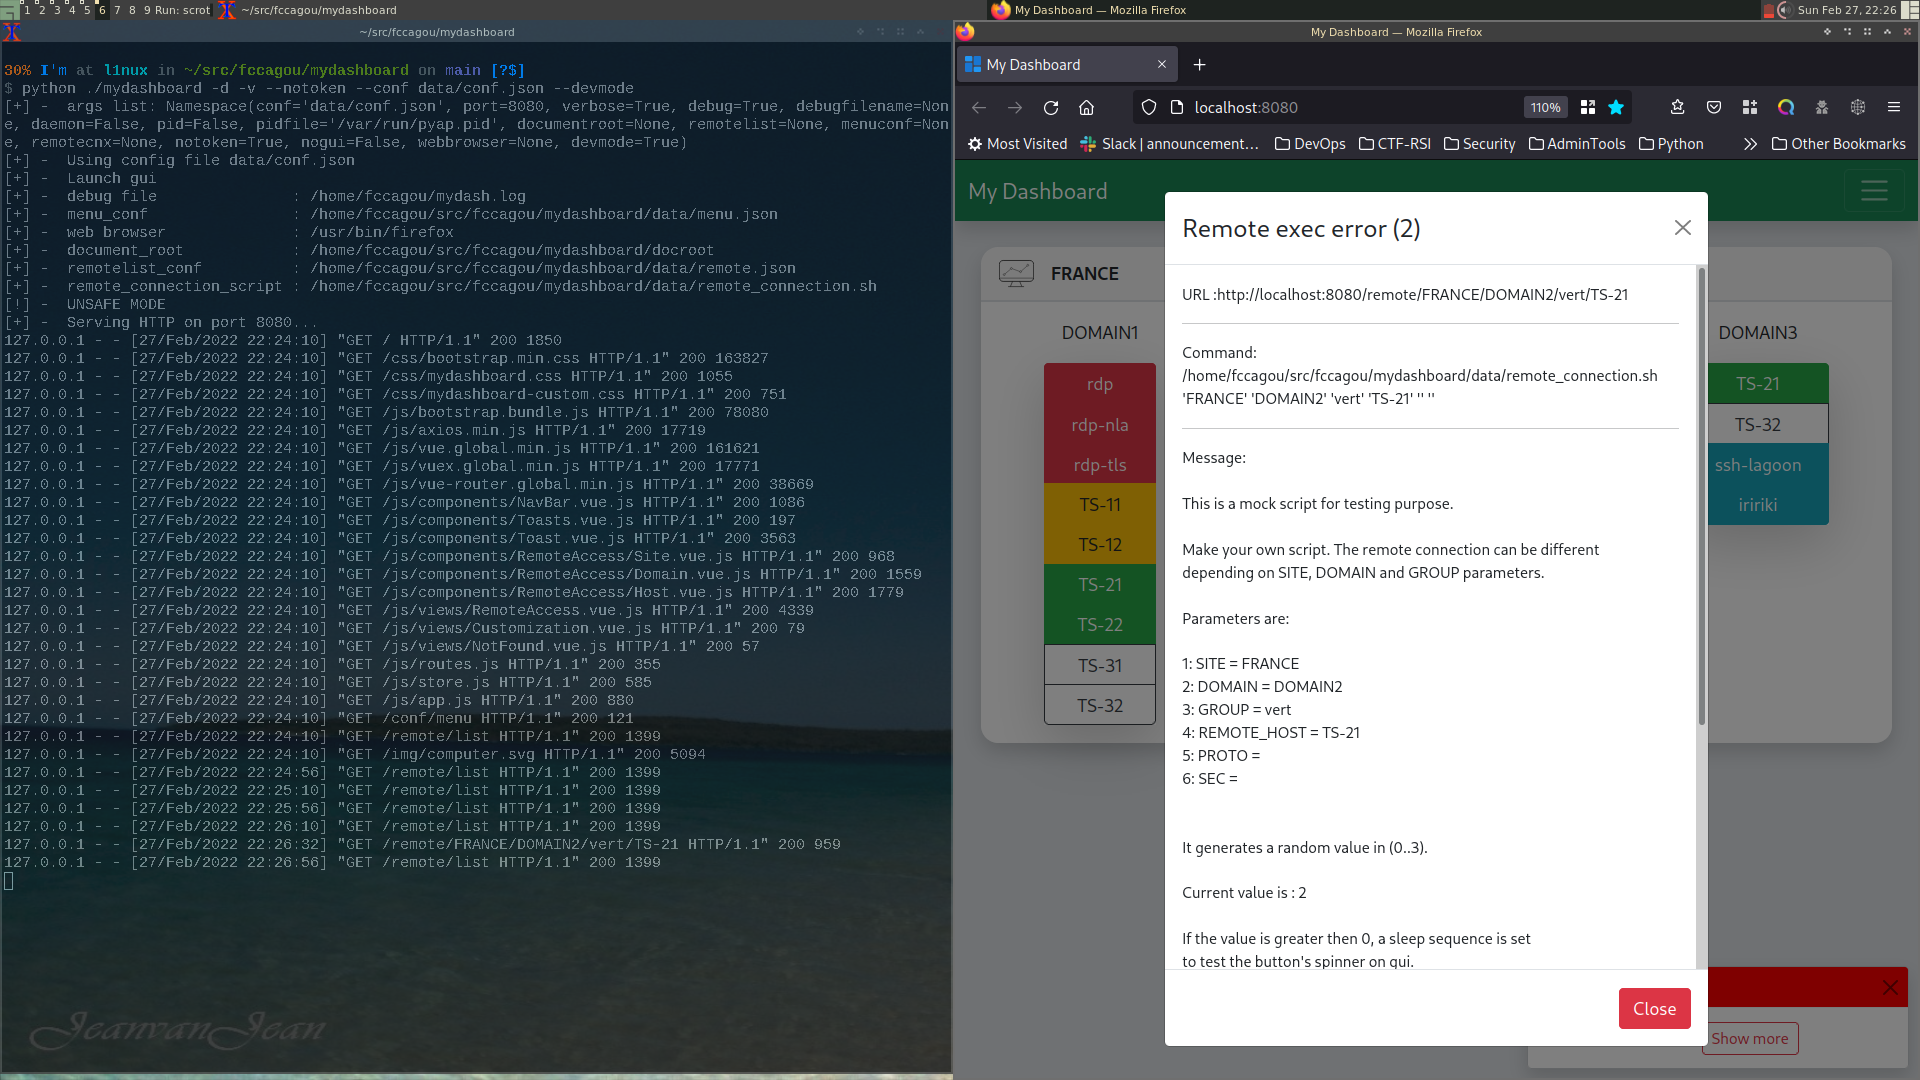 1 2 3 4 5 6 7 8 9 Run: scrot ~/src/fccagou/mydashboard
My Dashboard — Mozilla Firefox
Sun Feb 27, 22:26
~/src/fccagou/mydashboard
30% I'm at l1nux in ~/src/fccagou/mydashboard on main [?$]
$ python ./mydashboard -d -v --notoken --conf data/conf.json --devmode
[+] -  args list: Namespace(conf='data/conf.json', port=8080, verbose=True, debug=True, debugfilename=Non
e, daemon=False, pid=False, pidfile='/var/run/pyap.pid', documentroot=None, remotelist=None, menuconf=Non
e, remotecnx=None, notoken=True, nogui=False, webbrowser=None, devmode=True)
[+] -  Using config file data/conf.json
[+] -  Launch gui
[+] -  debug file               : /home/fccagou/mydash.log
[+] -  menu_conf                : /home/fccagou/src/fccagou/mydashboard/data/menu.json
[+] -  web browser              : /usr/bin/firefox
[+] -  document_root            : /home/fccagou/src/fccagou/mydashboard/docroot
[+] -  remotelist_conf          : /home/fccagou/src/fccagou/mydashboard/data/remote.json
[+] -  remote_connection_script : /home/fccagou/src/fccagou/mydashboard/data/remote_connection.sh
[!] -  UNSAFE MODE
[+] -  Serving HTTP on port 8080...
127.0.0.1 - - [27/Feb/2022 22:24:10] "GET / HTTP/1.1" 200 1850
127.0.0.1 - - [27/Feb/2022 22:24:10] "GET /css/bootstrap.min.css HTTP/1.1" 200 163827
127.0.0.1 - - [27/Feb/2022 22:24:10] "GET /css/mydashboard.css HTTP/1.1" 200 1055
127.0.0.1 - - [27/Feb/2022 22:24:10] "GET /css/mydashboard-custom.css HTTP/1.1" 200 751
127.0.0.1 - - [27/Feb/2022 22:24:10] "GET /js/bootstrap.bundle.js HTTP/1.1" 200 78080
127.0.0.1 - - [27/Feb/2022 22:24:10] "GET /js/axios.min.js HTTP/1.1" 200 17719
127.0.0.1 - - [27/Feb/2022 22:24:10] "GET /js/vue.global.min.js HTTP/1.1" 200 161621
127.0.0.1 - - [27/Feb/2022 22:24:10] "GET /js/vuex.global.min.js HTTP/1.1" 200 17771
127.0.0.1 - - [27/Feb/2022 22:24:10] "GET /js/vue-router.global.min.js HTTP/1.1" 200 38669
127.0.0.1 - - [27/Feb/2022 22:24:10] "GET /js/components/NavBar.vue.js HTTP/1.1" 200 1086
127.0.0.1 - - [27/Feb/2022 22:24:10] "GET /js/components/Toasts.vue.js HTTP/1.1" 200 197
127.0.0.1 - - [27/Feb/2022 22:24:10] "GET /js/components/Toast.vue.js HTTP/1.1" 200 3563
127.0.0.1 - - [27/Feb/2022 22:24:10] "GET /js/components/RemoteAccess/Site.vue.js HTTP/1.1" 200 968
127.0.0.1 - - [27/Feb/2022 22:24:10] "GET /js/components/RemoteAccess/Domain.vue.js HTTP/1.1" 200 1559
127.0.0.1 - - [27/Feb/2022 22:24:10] "GET /js/components/RemoteAccess/Host.vue.js HTTP/1.1" 200 1779
127.0.0.1 - - [27/Feb/2022 22:24:10] "GET /js/views/RemoteAccess.vue.js HTTP/1.1" 200 4339
127.0.0.1 - - [27/Feb/2022 22:24:10] "GET /js/views/Customization.vue.js HTTP/1.1" 200 79
127.0.0.1 - - [27/Feb/2022 22:24:10] "GET /js/views/NotFound.vue.js HTTP/1.1" 200 57
127.0.0.1 - - [27/Feb/2022 22:24:10] "GET /js/routes.js HTTP/1.1" 200 355
127.0.0.1 - - [27/Feb/2022 22:24:10] "GET /js/store.js HTTP/1.1" 200 585
127.0.0.1 - - [27/Feb/2022 22:24:10] "GET /js/app.js HTTP/1.1" 200 880
127.0.0.1 - - [27/Feb/2022 22:24:10] "GET /conf/menu HTTP/1.1" 200 121
127.0.0.1 - - [27/Feb/2022 22:24:10] "GET /remote/list HTTP/1.1" 200 1399
127.0.0.1 - - [27/Feb/2022 22:24:10] "GET /img/computer.svg HTTP/1.1" 200 5094
127.0.0.1 - - [27/Feb/2022 22:24:56] "GET /remote/list HTTP/1.1" 200 1399
127.0.0.1 - - [27/Feb/2022 22:25:10] "GET /remote/list HTTP/1.1" 200 1399
127.0.0.1 - - [27/Feb/2022 22:25:56] "GET /remote/list HTTP/1.1" 200 1399
127.0.0.1 - - [27/Feb/2022 22:26:10] "GET /remote/list HTTP/1.1" 200 1399
127.0.0.1 - - [27/Feb/2022 22:26:32] "GET /remote/FRANCE/DOMAIN2/vert/TS-21 HTTP/1.1" 200 959
127.0.0.1 - - [27/Feb/2022 22:26:56] "GET /remote/list HTTP/1.1" 200 1399
JeanvanJean
My Dashboard — Mozilla Firefox
My Dashboard
localhost:8080
110%
Most Visited
Slack | announcement…
DevOps
CTF-RSI
Security
AdminTools
Python
Other Bookmarks
My Dashboard
FRANCE
DOMAIN1
rdp
rdp-nla
rdp-tls
TS-11
TS-12
TS-21
TS-22
TS-31
TS-32
DOMAIN3
TS-21
TS-32
ssh-lagoon
iririki
Remote exec error (2)
URL :http://localhost:8080/remote/FRANCE/DOMAIN2/vert/TS-21
Command:
/home/fccagou/src/fccagou/mydashboard/data/remote_connection.sh
'FRANCE' 'DOMAIN2' 'vert' 'TS-21' '' ''
Message:
This is a mock script for testing purpose.
Make your own script. The remote connection can be different
depending on SITE, DOMAIN and GROUP parameters.
Parameters are:
1: SITE = FRANCE
2: DOMAIN = DOMAIN2
3: GROUP = vert
4: REMOTE_HOST = TS-21
5: PROTO =
6: SEC =
It generates a random value in (0..3).
Current value is : 2
If the value is greater then 0, a sleep sequence is set
to test the button's spinner on gui.
Close
Show more